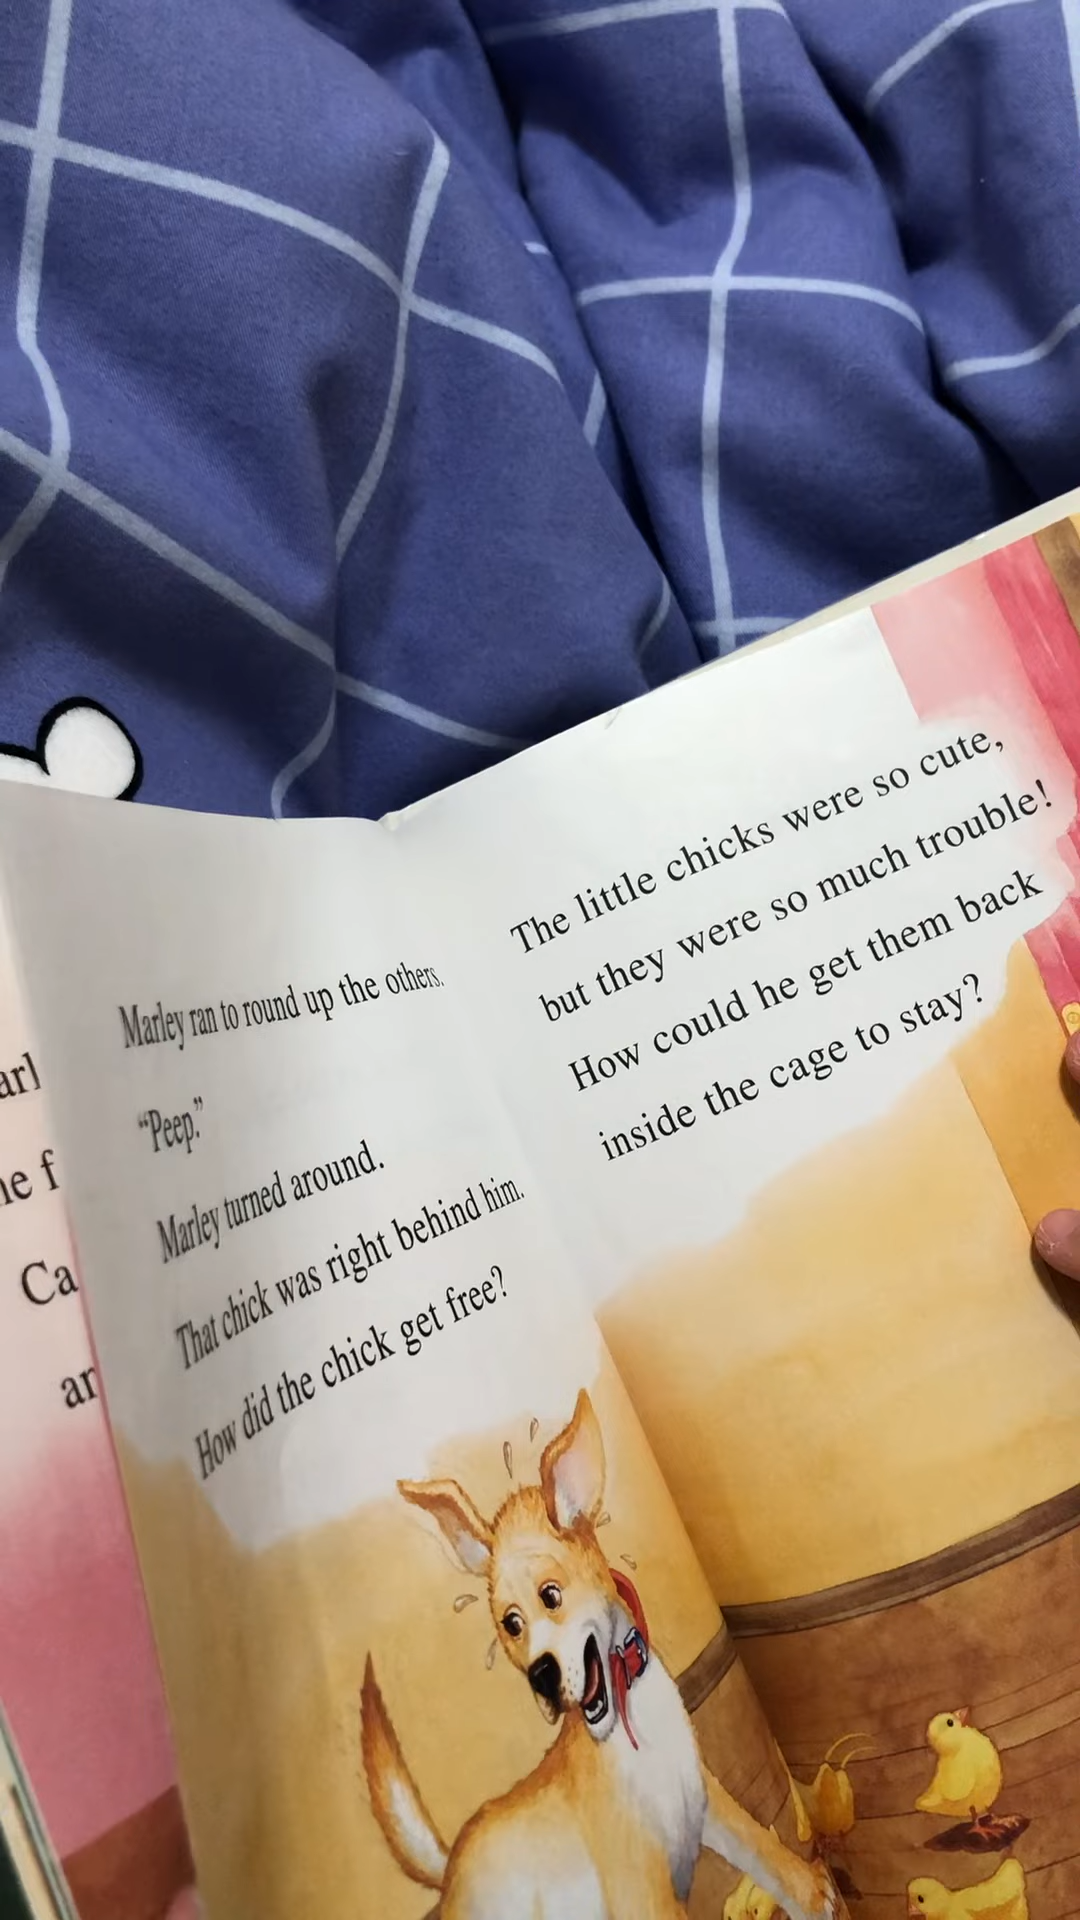 Marley ran to round up the others.
“Peep.”
Marley turned around.
That chick was right behind him.
How did the chick get free?
The little chicks were so cute,
but they were so much trouble!
How could he get them back
inside the cage to stay?